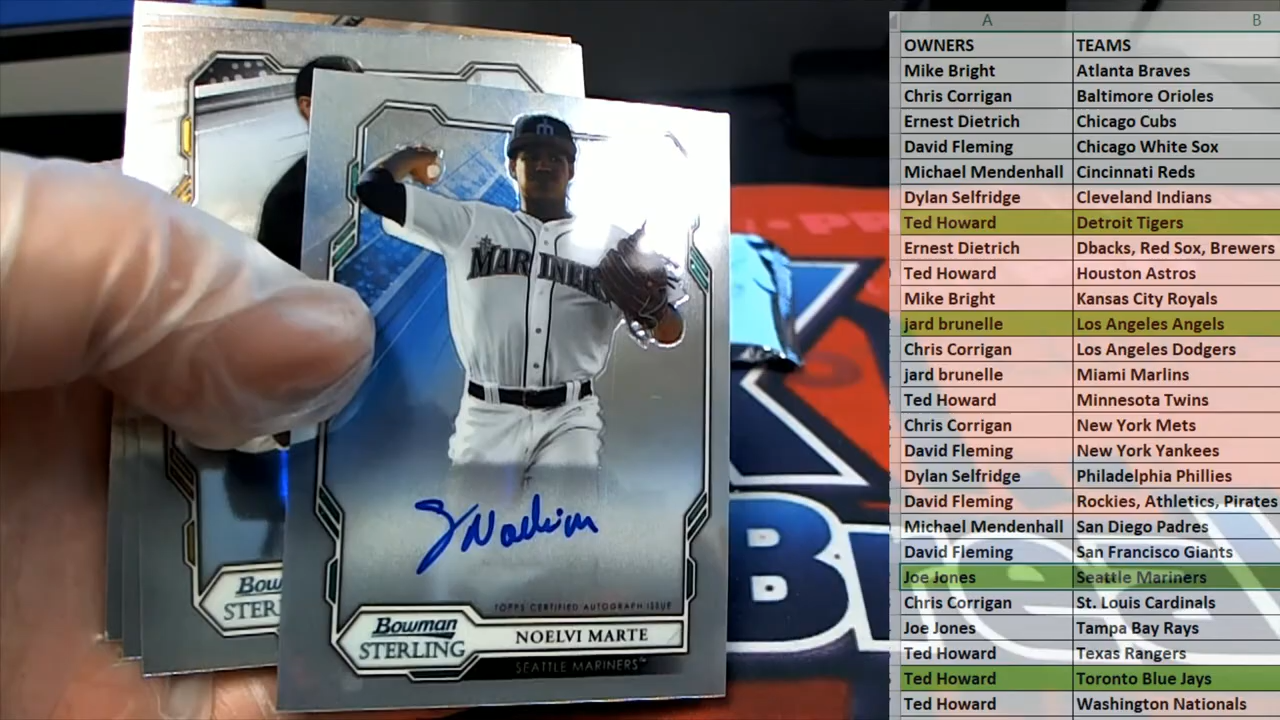 MARINERS
TOPPS CERTIFIED AUTOGRAPH ISSUE
Bowman
STERLING
NOELVI MARTE
SEATTLE MARINERS™
Bow
STERL
PR
B
A B
OWNERS TEAMS
Mike Bright Atlanta Braves
Chris Corrigan Baltimore Orioles
Ernest Dietrich Chicago Cubs
David Fleming Chicago White Sox
Michael Mendenhall Cincinnati Reds
Dylan Selfridge Cleveland Indians
Ted Howard Detroit Tigers
Ernest Dietrich Dbacks, Red Sox, Brewers
Ted Howard Houston Astros
Mike Bright Kansas City Royals
jard brunelle Los Angeles Angels
Chris Corrigan Los Angeles Dodgers
jard brunelle Miami Marlins
Ted Howard Minnesota Twins
Chris Corrigan New York Mets
David Fleming New York Yankees
Dylan Selfridge Philadelphia Phillies
David Fleming Rockies, Athletics, Pirates
Michael Mendenhall San Diego Padres
David Fleming San Francisco Giants
Joe Jones Seattle Mariners
Chris Corrigan St. Louis Cardinals
Joe Jones Tampa Bay Rays
Ted Howard Texas Rangers
Ted Howard Toronto Blue Jays
Ted Howard Washington Nationals